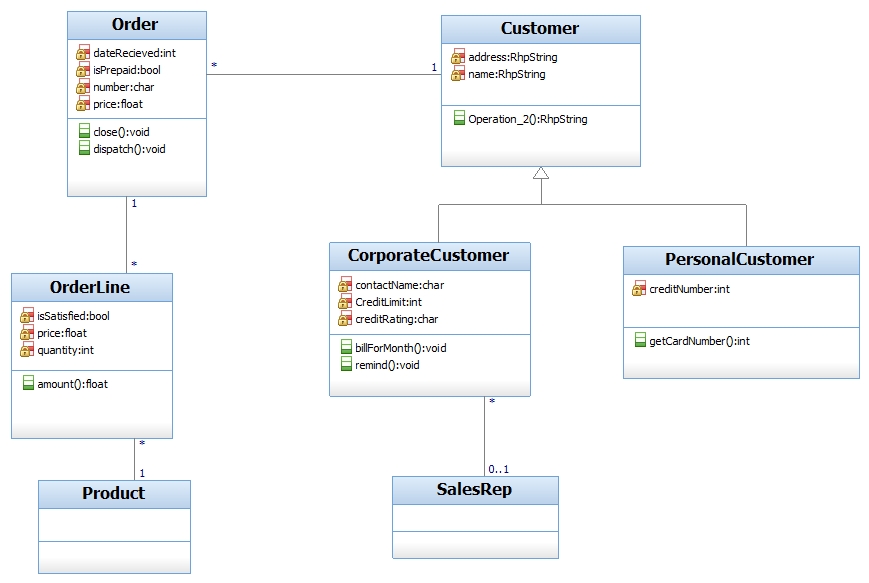 Order
dateRecieved:int
isPrepaid:bool
number:char
price:float
close():void
dispatch():void
*
1
Customer
address:RhpString
name:RhpString
Operation_2():RhpString
1
*
OrderLine
isSatisfied:bool
price:float
quantity:int
amount():float
*
1
Product
CorporateCustomer
contactName:char
CreditLimit:int
creditRating:char
billForMonth():void
remind():void
*
0..1
SalesRep
PersonalCustomer
creditNumber:int
getCardNumber():int